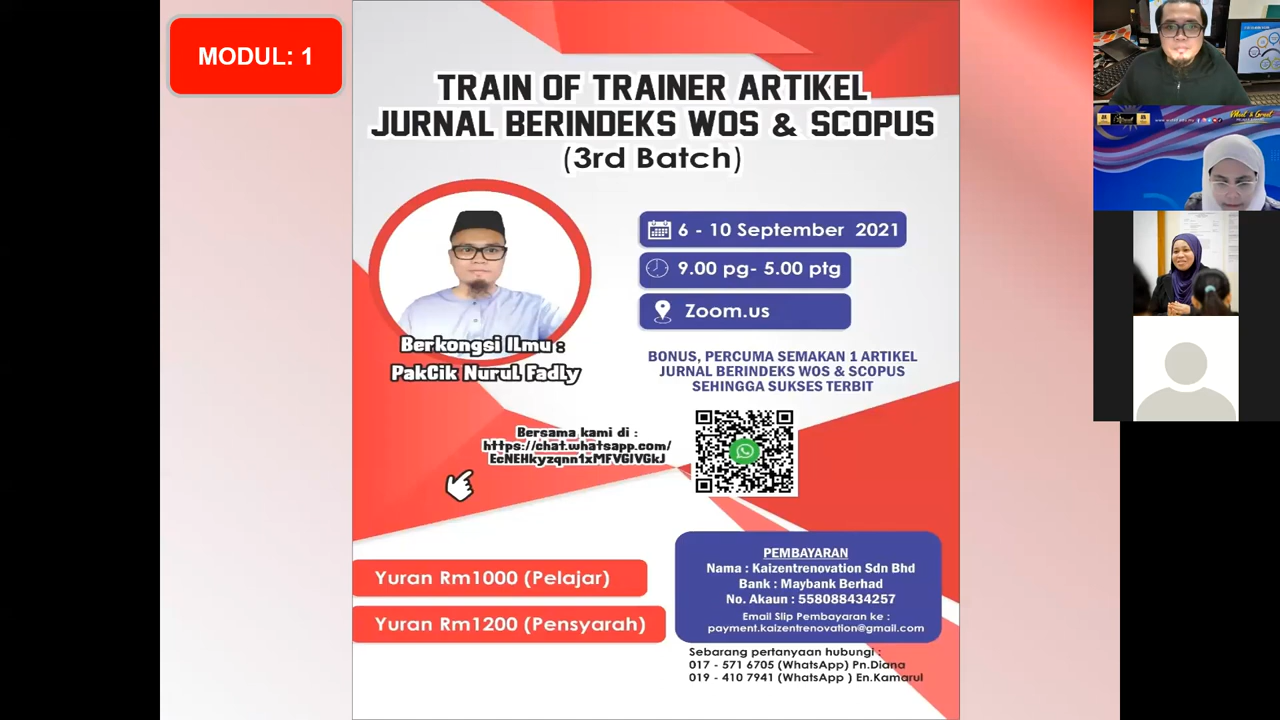 MODUL: 1
TRAIN OF TRAINER ARTIKEL
JURNAL BERINDEKS WOS & SCOPUS
(3rd Batch)
6 - 10 September 2021
9.00 pg- 5.00 ptg
Zoom.us
Berkongsi ILmu :
PakCik NuruL FadLy
BONUS, PERCUMA SEMAKAN 1 ARTIKEL
JURNAL BERINDEKS WOS & SCOPUS
SEHINGGA SUKSES TERBIT
Bersama kami di :
https://chat.whatsapp.com/
EcNEHkyzqnn1xMFVGIVGkJ
Yuran Rm1000 (Pelajar)
Yuran Rm1200 (Pensyarah)
PEMBAYARAN
Nama : Kaizentrenovation Sdn Bhd
Bank : Maybank Berhad
No. Akaun : 558088434257
Email Slip Pembayaran ke :
payment.kaizentrenovation@gmail.com
Sebarang pertanyaan hubungi :
017 - 571 6705 (WhatsApp) Pn.Diana
019 - 410 7941 (WhatsApp ) En.Kamarul